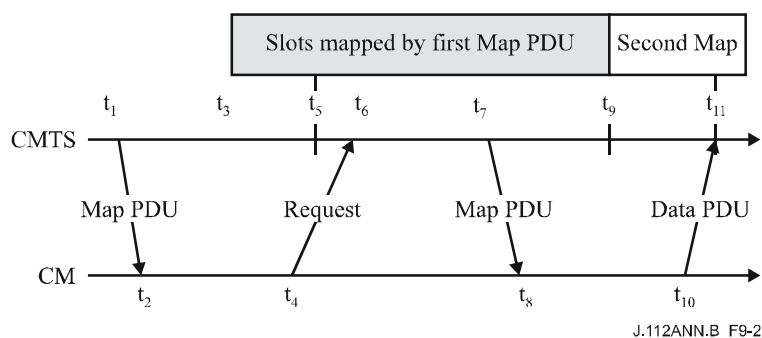 Slots mapped by first Map PDU Second Map
t1 t3 t5 t6 t7 t9 t11
CMTS
Map PDU Request Map PDU Data PDU
CM
t2 t4 t8 t10
J.112ANN.B F9-2